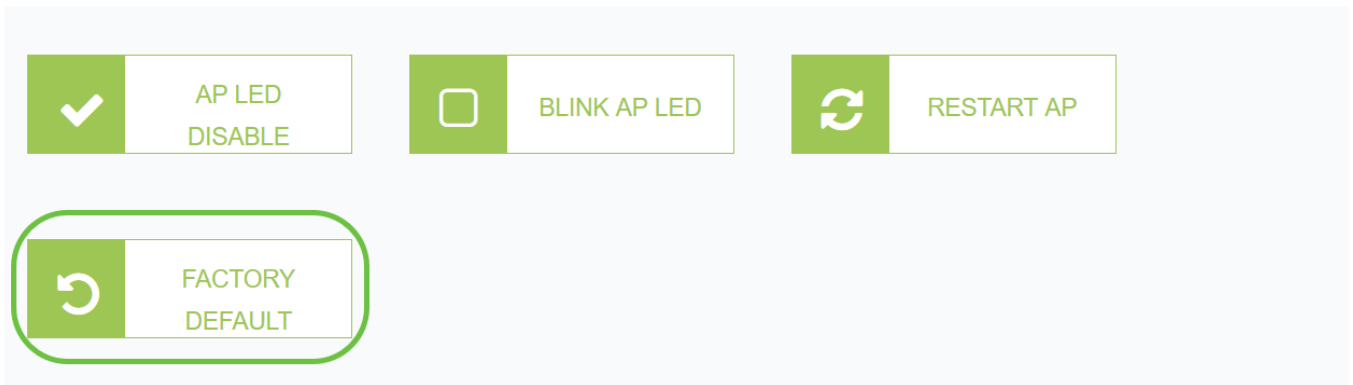 AP LED
DISABLE
BLINK AP LED
RESTART AP
FACTORY
DEFAULT